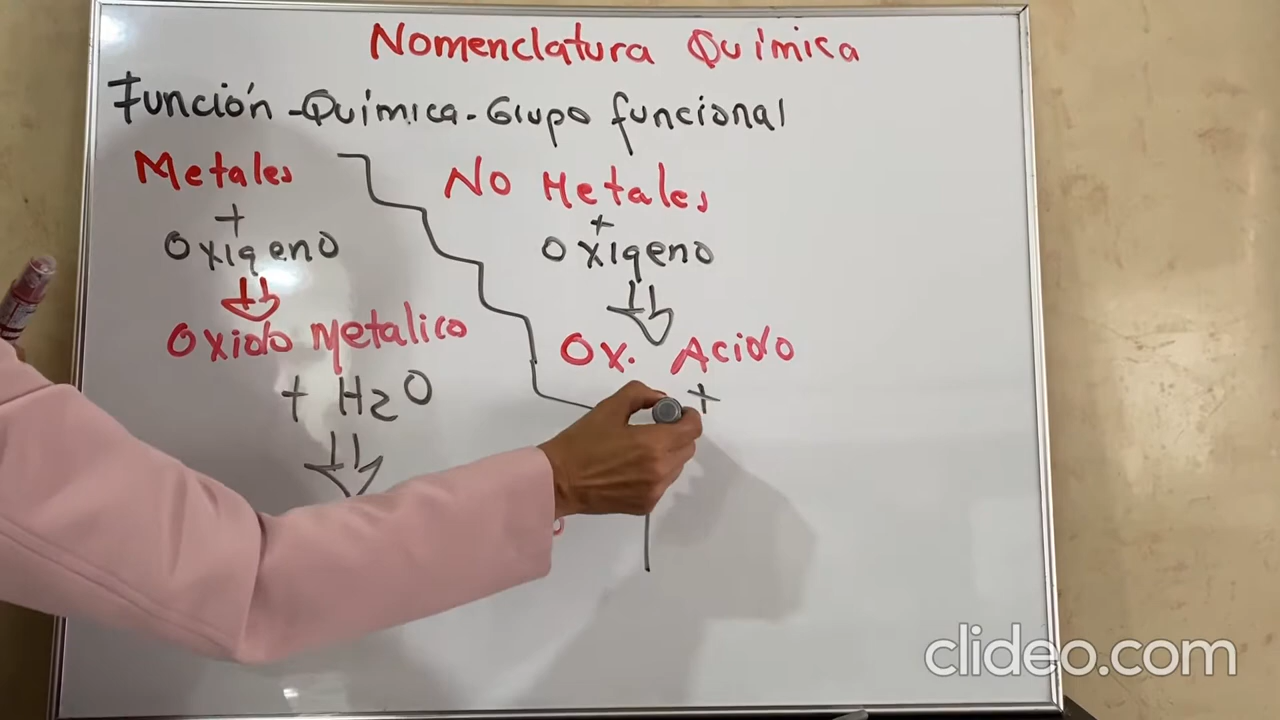 Nomenclatura Química
Función - Química - Grupo funcional
Metales
+
Oxigeno
Oxido Metalico
+ H2O
No Metales
+
Oxigeno
Ox. Acido
+
clideo.com